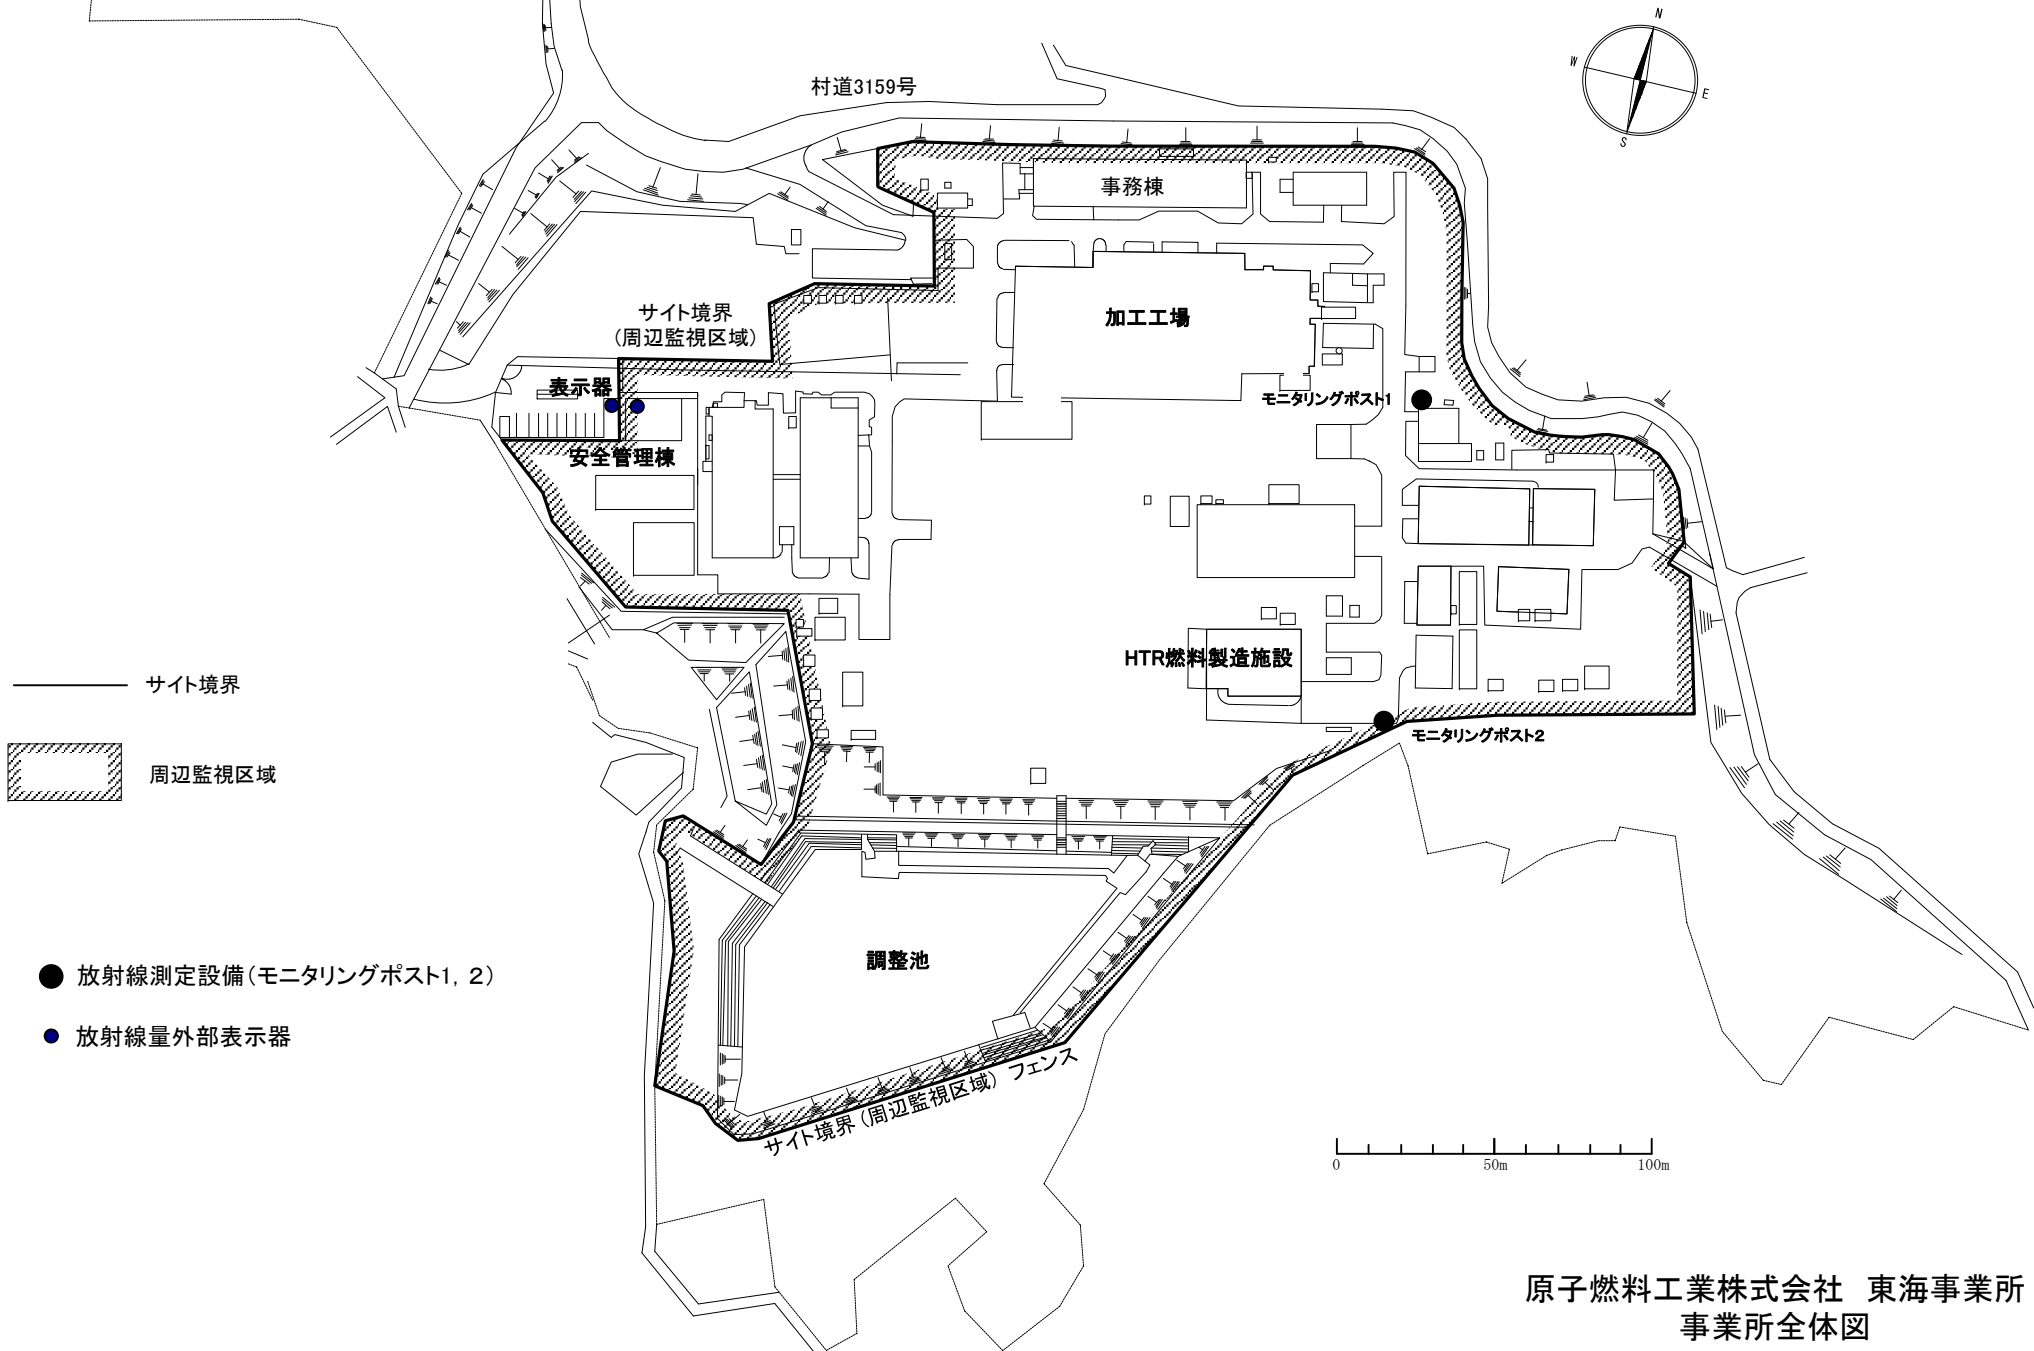 N
W
E
S
村道3159号
事務棟
サイト境界
(周辺監視区域)
加工工場
表示器
モニタリングポスト1
安全管理棟
HTR燃料製造施設
サイト境界
モニタリングポスト2
周辺監視区域
調整池
放射線測定設備(モニタリングポスト1, 2)
放射線量外部表示器
サイト境界(周辺監視区域) フェンス
0 50m 100m
原子燃料工業株式会社 東海事業所
事業所全体図